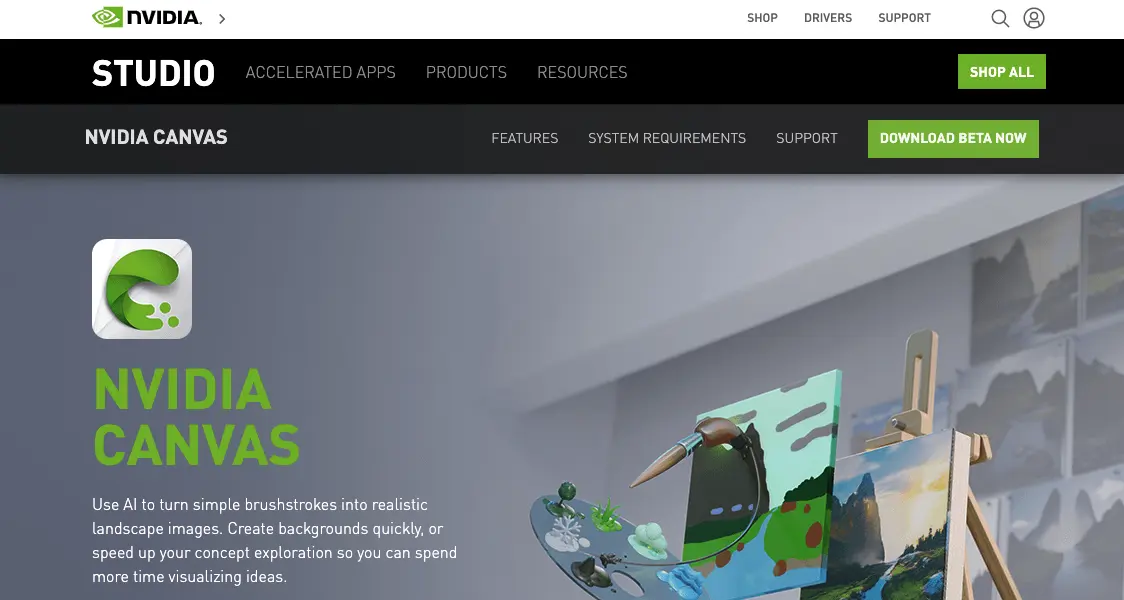 NVIDIA.
SHOP DRIVERS SUPPORT
STUDIO ACCELERATED APPS PRODUCTS RESOURCES SHOP ALL
NVIDIA CANVAS FEATURES SYSTEM REQUIREMENTS SUPPORT DOWNLOAD BETA NOW
NVIDIA
CANVAS
Use AI to turn simple brushstrokes into realistic
landscape images. Create backgrounds quickly, or
speed up your concept exploration so you can spend
more time visualizing ideas.